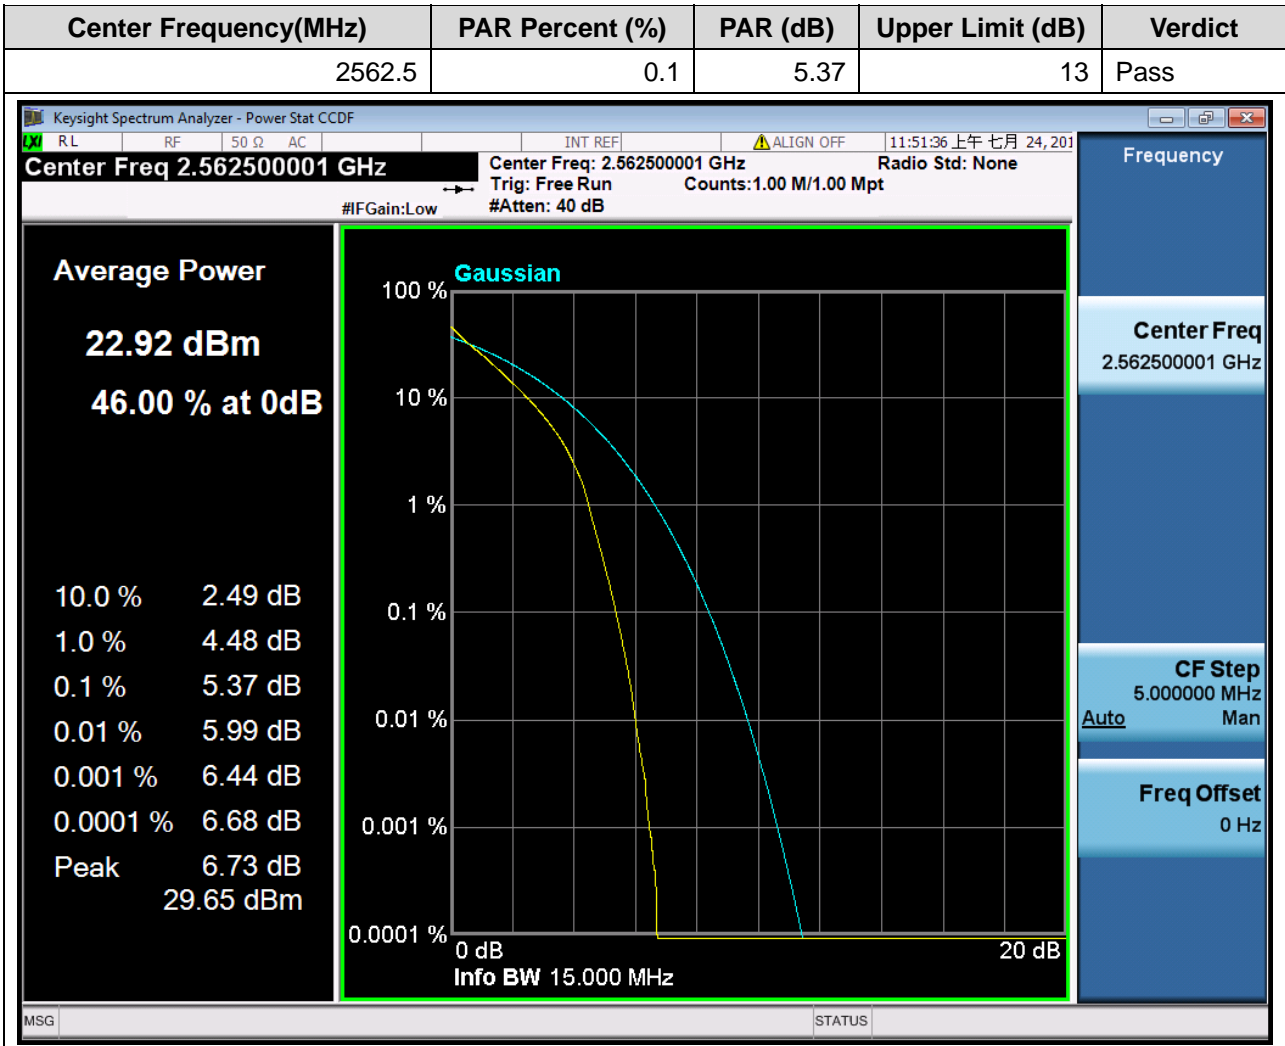 Center Frequency(MHz) PAR Percent (%) PAR (dB) Upper Limit (dB) Verdict
2562.5 0.1 5.37 13 Pass
Keysight Spectrum Analyzer - Power Stat CCDF
LXI RL RF 50 Ω AC INT REF ALIGN OFF 11:51:36 上午 七月 24, 201
Center Freq 2.562500001 GHz
#IFGain:Low
Center Freq: 2.562500001 GHz Radio Std: None
Trig: Free Run Counts:1.00 M/1.00 Mpt
#Atten: 40 dB
Average Power
22.92 dBm
46.00 % at 0dB
10.0 % 2.49 dB
1.0 % 4.48 dB
0.1 % 5.37 dB
0.01 % 5.99 dB
0.001 % 6.44 dB
0.0001 % 6.68 dB
Peak 6.73 dB
29.65 dBm
Gaussian
100 %
10 %
1 %
0.1 %
0.01 %
0.001 %
0.0001 %
0 dB 20 dB
Info BW 15.000 MHz
Frequency
Center Freq
2.562500001 GHz
CF Step
5.000000 MHz
Auto Man
Freq Offset
0 Hz
MSG STATUS